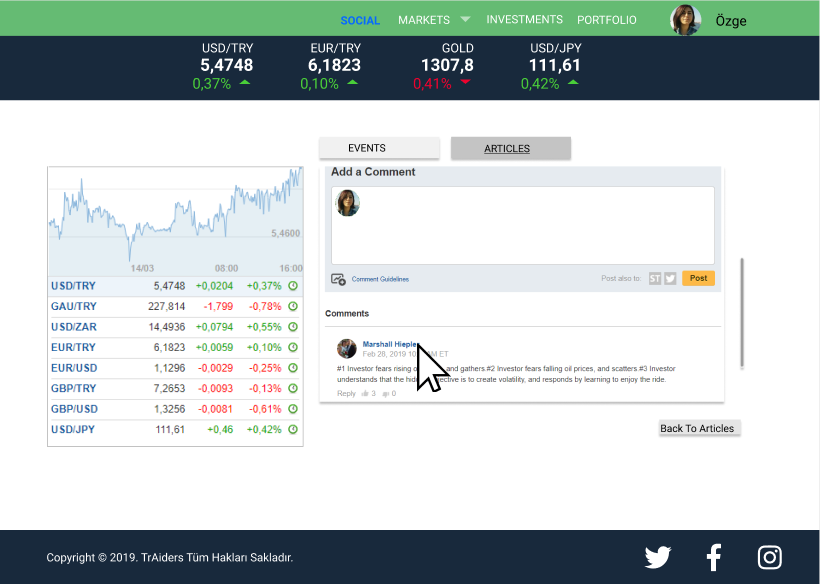 SOCIAL MARKETS INVESTMENTS PORTFOLIO Özge
USD/TRY EUR/TRY GOLD USD/JPY
5,4748 6,1823 1307,8 111,61
0,37% 0,10% 0,41% 0,42%
EVENTS ARTICLES
5,4600
14/03 08:00 16:00
USD/TRY 5,4748 +0,0204 +0,37%
GAU/TRY 227,814 -1,799 -0,78%
USD/ZAR 14,4936 +0,0794 +0,55%
EUR/TRY 6,1823 +0,0059 +0,10%
EUR/USD 1,1296 -0,0029 -0,25%
GBP/TRY 7,2653 -0,0093 -0,13%
GBP/USD 1,3256 -0,0081 -0,61%
USD/JPY 111,61 +0,46 +0,42%
Add a Comment
Comment Guidelines Post also to: ST Post
Comments
Marshall Hiepler
Feb 28, 2019 10 AM ET
#1 Investor fears rising and gathers.#2 Investor fears falling oil prices, and scatters.#3 Investor
understands that the is to create volatility, and responds by learning to enjoy the ride.
Reply 3 0
Back To Articles
Copyright © 2019. TrAiders Tüm Hakları Sakladır.